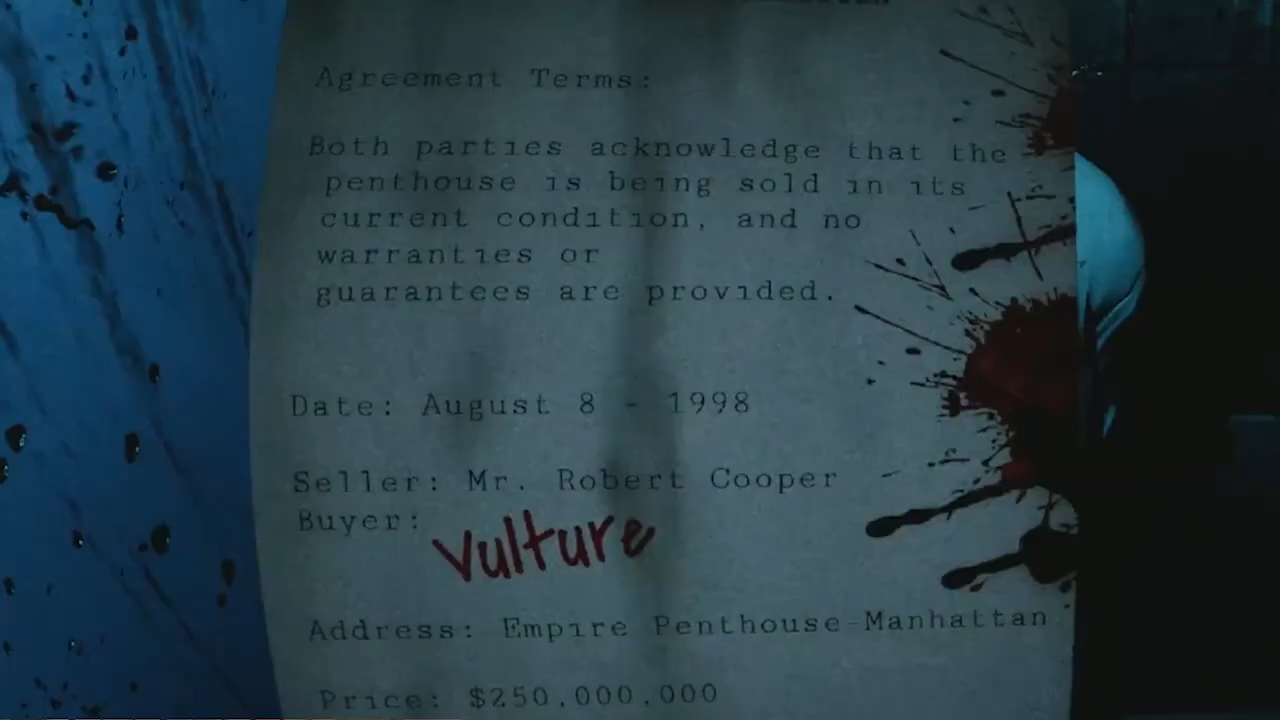 Agreement Terms:
Both parties acknowledge that the
penthouse is being sold in its
current condition, and no
warranties or
guarantees are provided.
Date: August 8 - 1998
Seller: Mr. Robert Cooper
Buyer: vulture
Address: Empire Penthouse-Manhattan
Price: $250,000,000